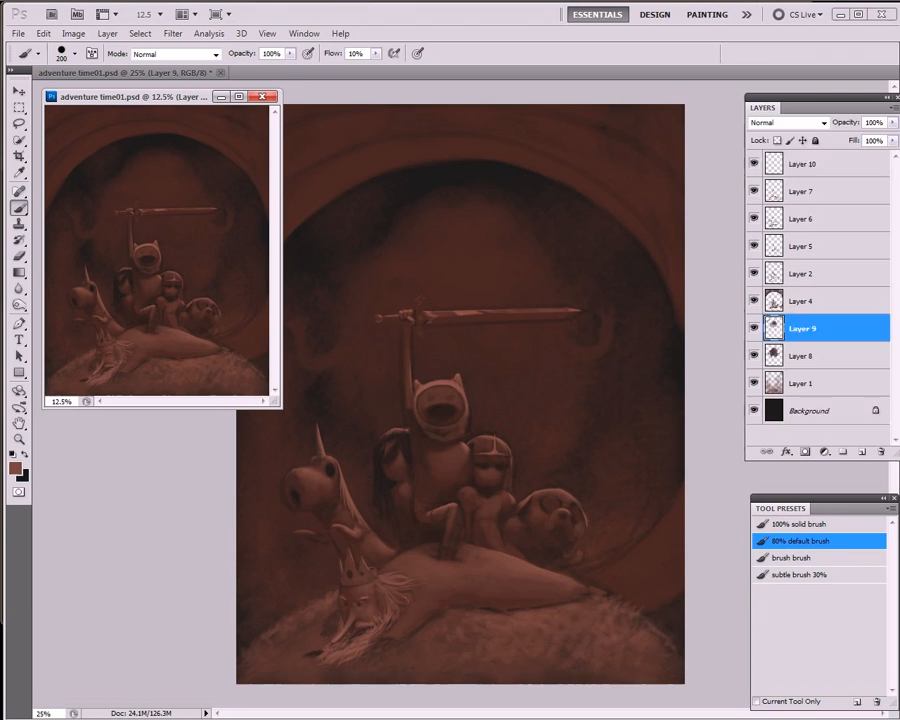 Ps Br Mb 12.5 ESSENTIALS DESIGN PAINTING CS Live
File Edit Image Layer Select Filter Analysis 3D View Window Help
200 Mode: Normal Opacity: 100% Flow: 10%
adventure time01.psd @ 25% (Layer 9, RGB/8) *
Ps adventure time01.psd @ 12.5% (Layer ...
12.5%
LAYERS
Normal Opacity: 100%
Lock: Fill: 100%
Layer 10
Layer 7
Layer 6
Layer 5
Layer 2
Layer 4
Layer 9
Layer 8
Layer 1
Background
fx
T
TOOL PRESETS
100% solid brush
80% default brush
brush brush
subtle brush 30%
Current Tool Only
25% Doc: 24.1M/126.3M